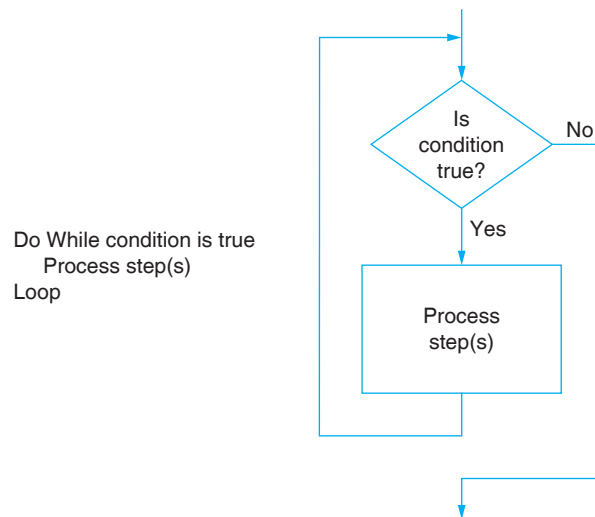 Do While condition is true
Process step(s)
Loop
Is
condition
true?
No
Yes
Process
step(s)